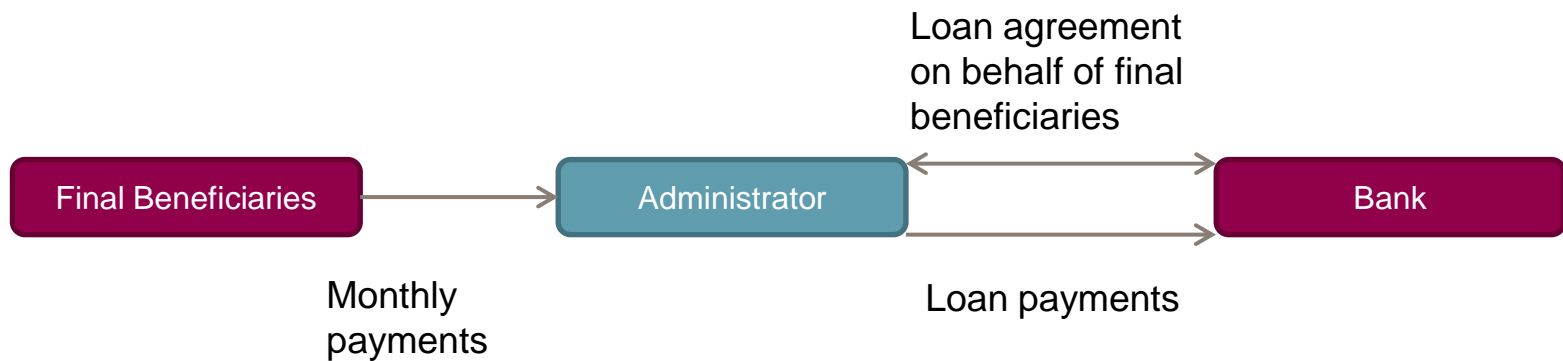 Loan agreement
on behalf of final
beneficiaries
Final Beneficiaries
Administrator
Bank
Monthly
payments
Loan payments